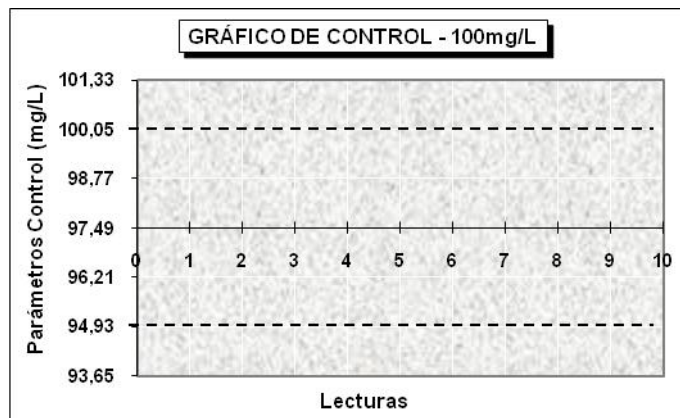 GRÁFICO DE CONTROL - 100mg/L
Parámetros Control (mg/L)
101,33
100,05
98,77
97,49
0 1 2 3 4 5 6 7 8 9 10
96,21
94,93
93,65
Lecturas